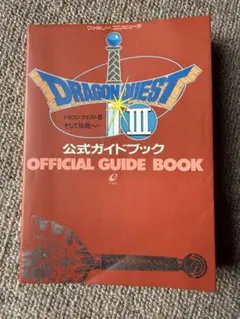 ファミリーコンピュータ
DRAGON QUEST
III
ドラゴンクエストIII
そして伝説へ…
公式ガイドブック
OFFICIAL GUIDE BOOK